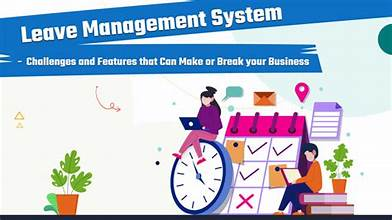 Leave Management System
- Challenges and Features that Can Make or Break your Business